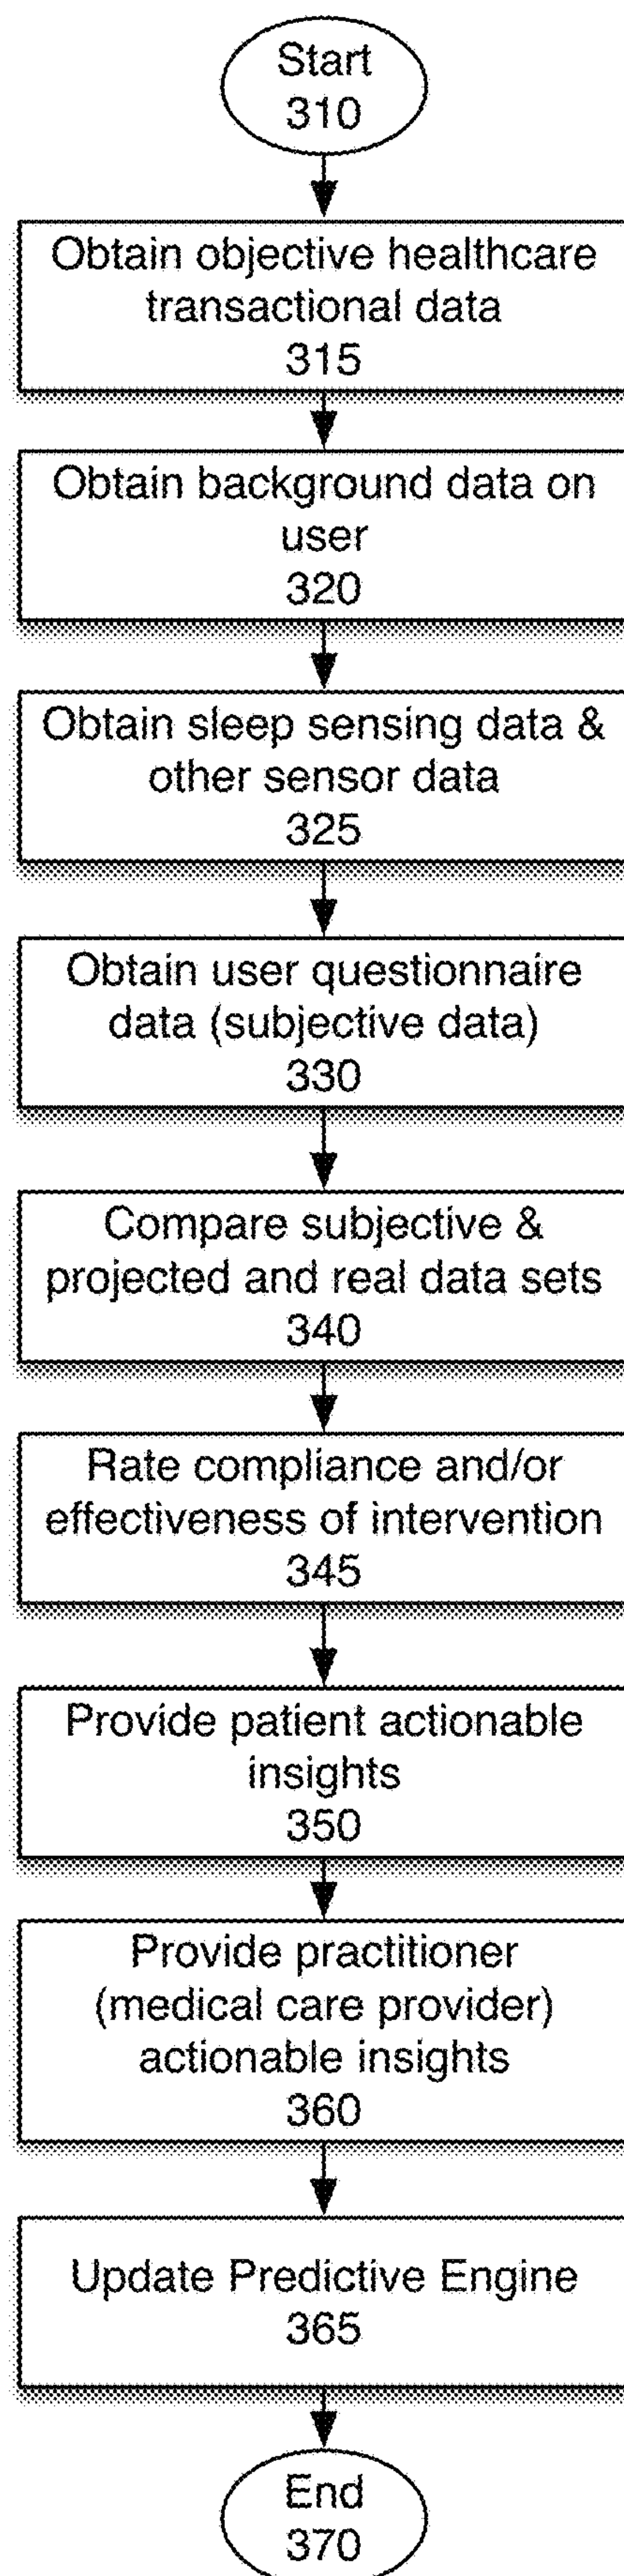 Start
310
Obtain objective healthcare
transactional data
315
Obtain background data on
user
320
Obtain sleep sensing data &
other sensor data
325
Obtain user questionnaire
data (subjective data)
330
Compare subjective &
projected and real data sets
340
Rate compliance and/or
effectiveness of intervention
345
Provide patient actionable
insights
350
Provide practitioner
(medical care provider)
actionable insights
360
Update Predictive Engine
365
End
370